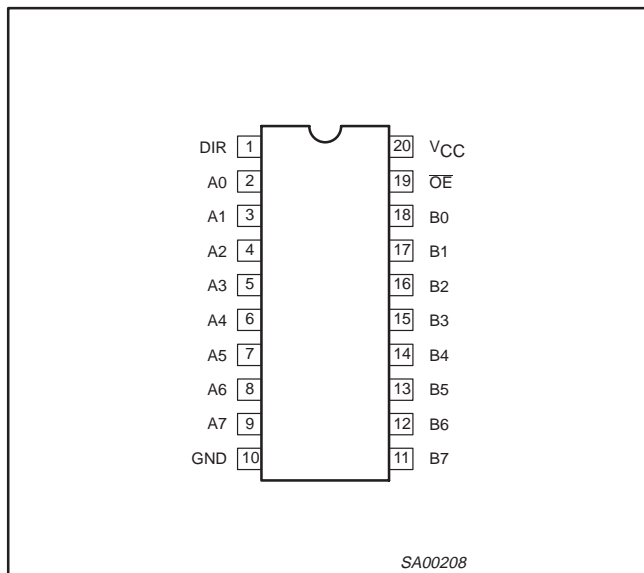 DIR 1 20 VCC
A0 2 19 O̅E̅
A1 3 18 B0
A2 4 17 B1
A3 5 16 B2
A4 6 15 B3
A5 7 14 B4
A6 8 13 B5
A7 9 12 B6
GND 10 11 B7
SA00208